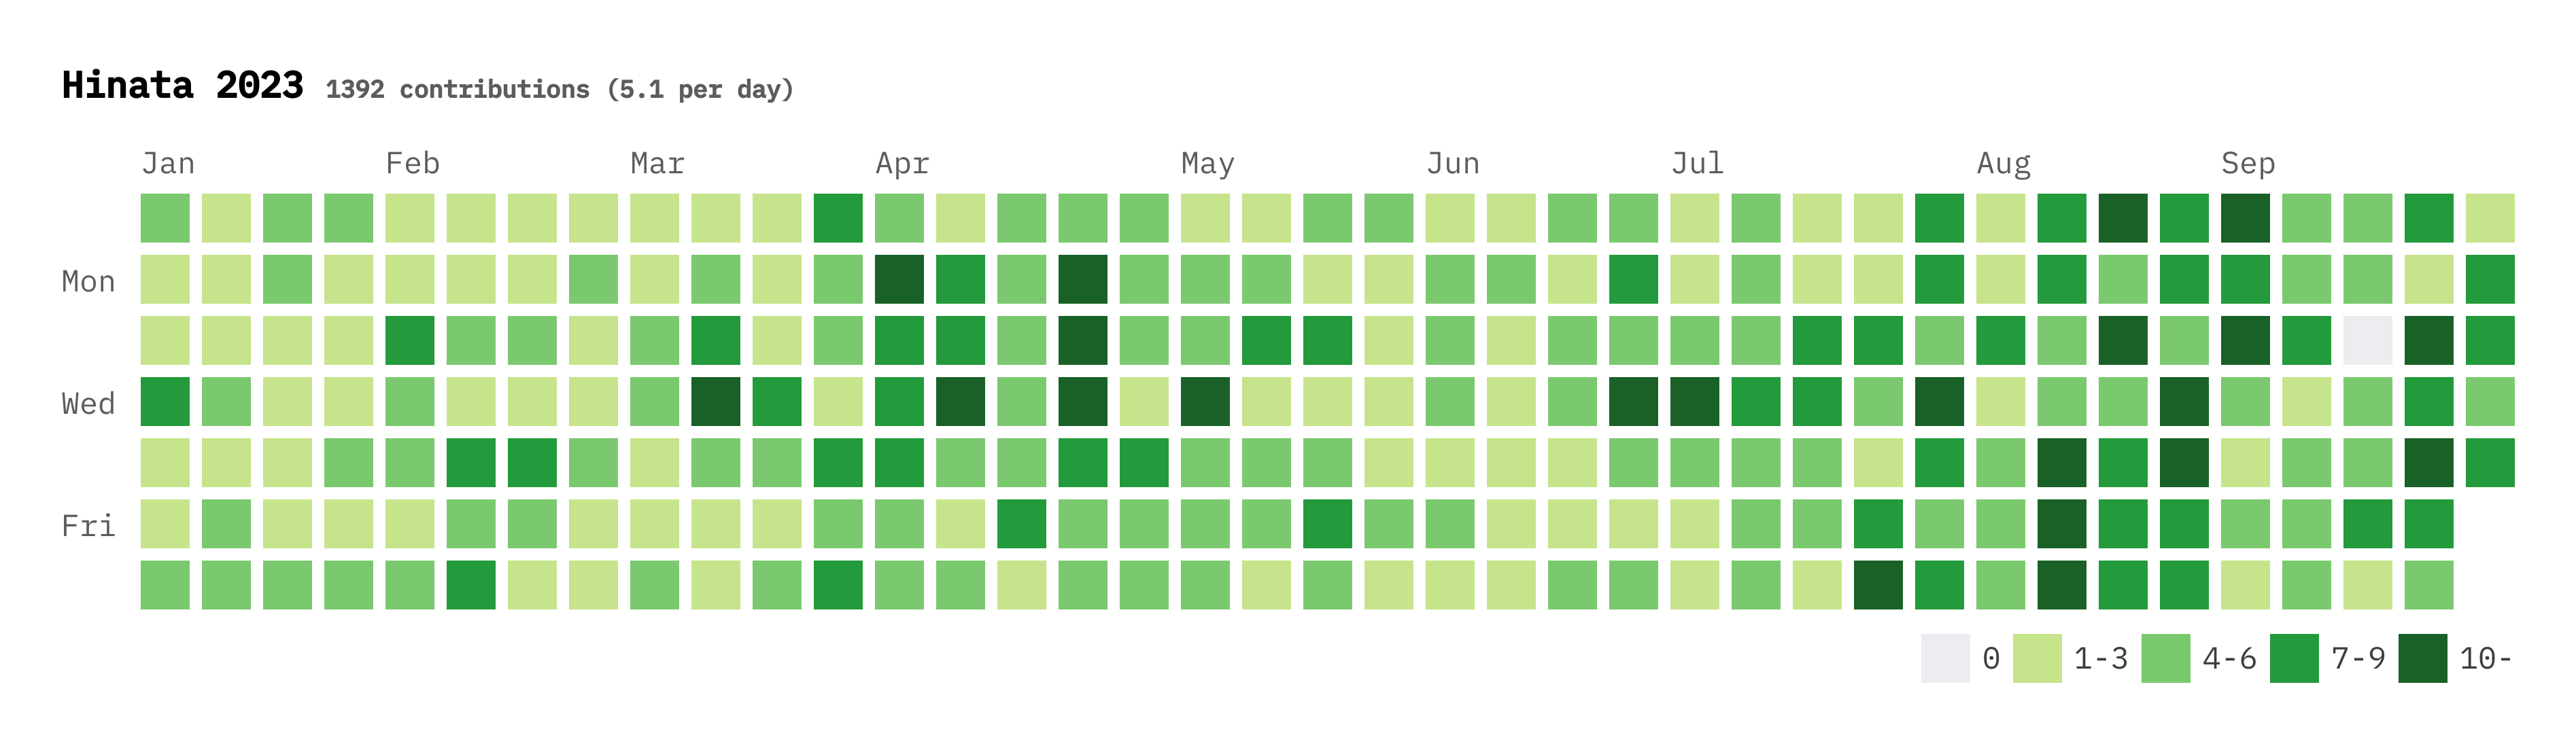 Hinata 2023 1392 contributions (5.1 per day)
Jan Feb Mar Apr May Jun Jul Aug Sep
Mon
Wed
Fri
0 1-3 4-6 7-9 10-